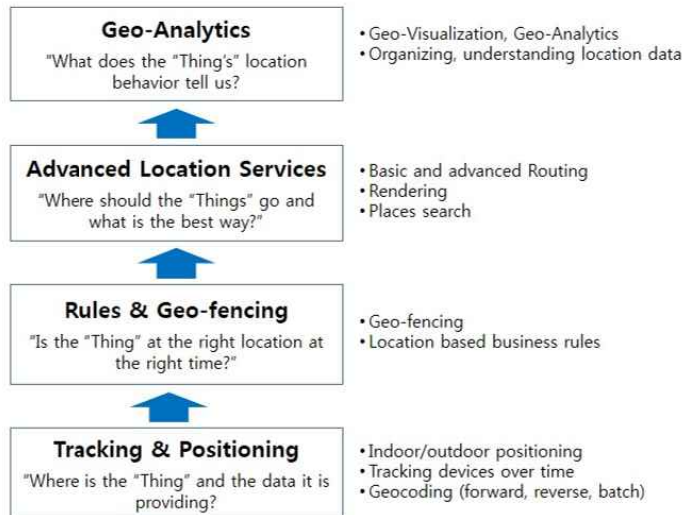 Geo-Analytics
"What does the "Thing's" location
behavior tell us?
• Geo-Visualization, Geo-Analytics
• Organizing, understanding location data
Advanced Location Services
"Where should the "Things" go and
what is the best way?"
• Basic and advanced Routing
• Rendering
• Places search
Rules & Geo-fencing
"Is the "Thing" at the right location at
the right time?"
• Geo-fencing
• Location based business rules
Tracking & Positioning
"Where is the "Thing" and the data it is
providing?
• Indoor/outdoor positioning
• Tracking devices over time
• Geocoding (forward, reverse, batch)